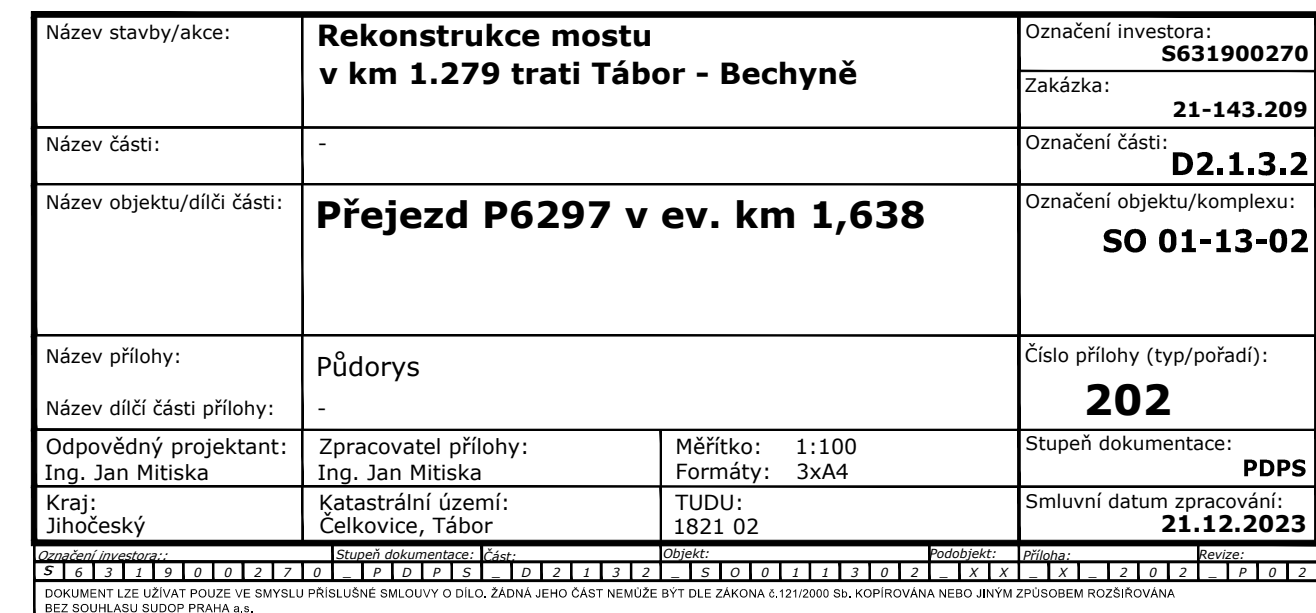 Název stavby/akce:
Rekonstrukce mostu
v km 1.279 trati Tábor - Bechyně
Označení investora:
S631900270
Zakázka:
21-143.209
Název části:
-
Označení části:
D2.1.3.2
Název objektu/dílči části:
Přejezd P6297 v ev. km 1,638
Označení objektu/komplexu:
SO 01-13-02
Název přílohy:
Půdorys
Název dílčí části přílohy:
-
Číslo přílohy (typ/pořadí):
202
Odpovědný projektant:
Ing. Jan Mitiska
Zpracovatel přílohy:
Ing. Jan Mitiska
Měřítko: 1:100
Formáty: 3xA4
Stupeň dokumentace:
PDPS
Kraj:
Jihočeský
Katastrální území:
Čelkovice, Tábor
TUDU:
1821 02
Smluvní datum zpracování:
21.12.2023
Označení investora:: Stupeň dokumentace: Část: Objekt: Podobjekt: Příloha: Revize:
S 6 3 1 9 0 0 2 7 0 _ P D P S _ D 2 1 3 2 _ S O 0 1 1 3 0 2 _ X X _ X _ 2 0 2 _ P 0 2
DOKUMENT LZE UŽÍVAT POUZE VE SMYSLU PŘÍSLUŠNÉ SMLOUVY O DÍLO. ŽÁDNÁ JEHO ČÁST NEMŮŽE BÝT DLE ZÁKONA č.121/2000 Sb. KOPÍROVÁNA NEBO JINÝM ZPŮSOBEM ROZŠIŘOVÁNA
BEZ SOUHLASU SUDOP PRAHA a.s.